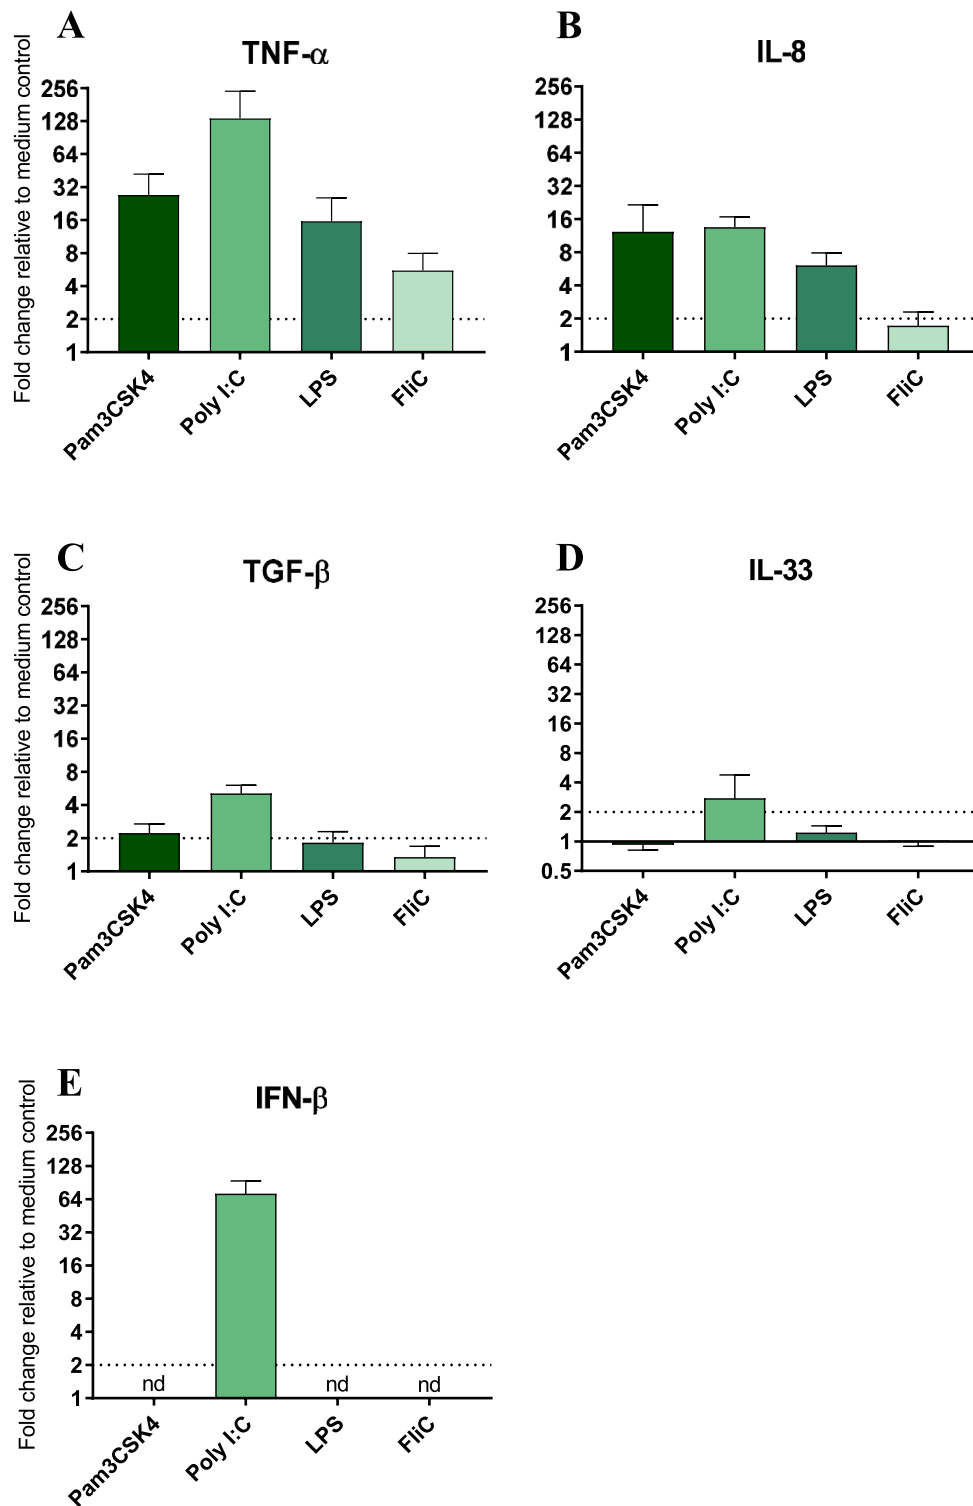 A
TNF-α
Fold change relative to medium control
256
128
64
32
16
8
4
2
1
Pam3CSK4
Poly I:C
LPS
FliC
B
IL-8
256
128
64
32
16
8
4
2
1
Pam3CSK4
Poly I:C
LPS
FliC
C
TGF-β
Fold change relative to medium control
256
128
64
32
16
8
4
2
1
Pam3CSK4
Poly I:C
LPS
FliC
D
IL-33
256
128
64
32
16
8
4
2
1
0.5
Pam3CSK4
Poly I:C
LPS
FliC
E
IFN-β
Fold change relative to medium control
256
128
64
32
16
8
4
2
1
nd
nd
nd
Pam3CSK4
Poly I:C
LPS
FliC